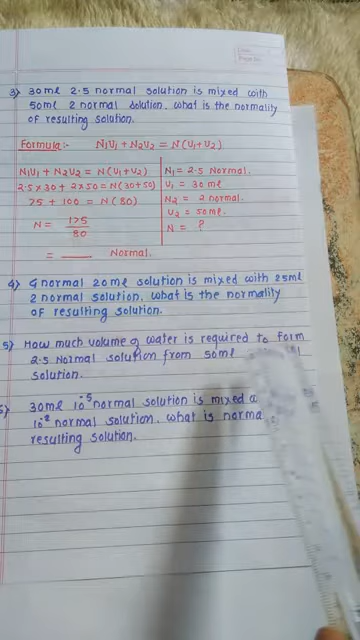 3) 30ml 2.5 normal solution is mixed with
50ml 2 normal solution. what is the normality
of resulting solution.
Formula:- N1V1 + N2V2 = N(V1+V2)
N1V1 + N2V2 = N(V1+V2)
2.5 x 30 + 2 x 50 = N(30+50)
75 + 100 = N (80)
N = 175/80
= ____ Normal.
N1 = 2.5 Normal.
V1 = 30 ml
N2 = 2 normal.
V2 = 50ml.
N = ?
4) 4 normal 20ml solution is mixed with 25ml
2 normal solution. what is the normality
of resulting solution.
5) How much volume of water is required to form
2.5 Normal solution from 50ml
solution.
30ml 10^-5 normal solution is mixed
normal solution. what is
resulting solution.